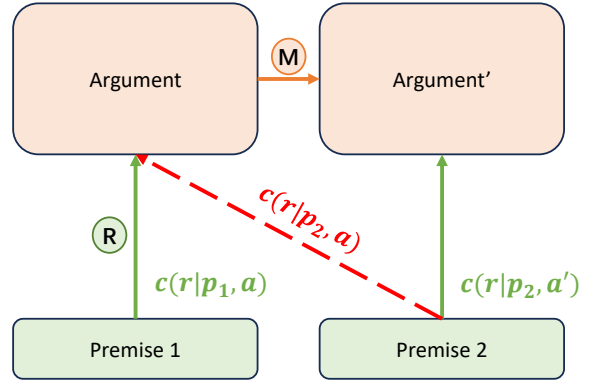 M
Argument
Argument’
c(r|p₂, a)
R
c(r|p₁, a)
c(r|p₂, a′)
Premise 1
Premise 2